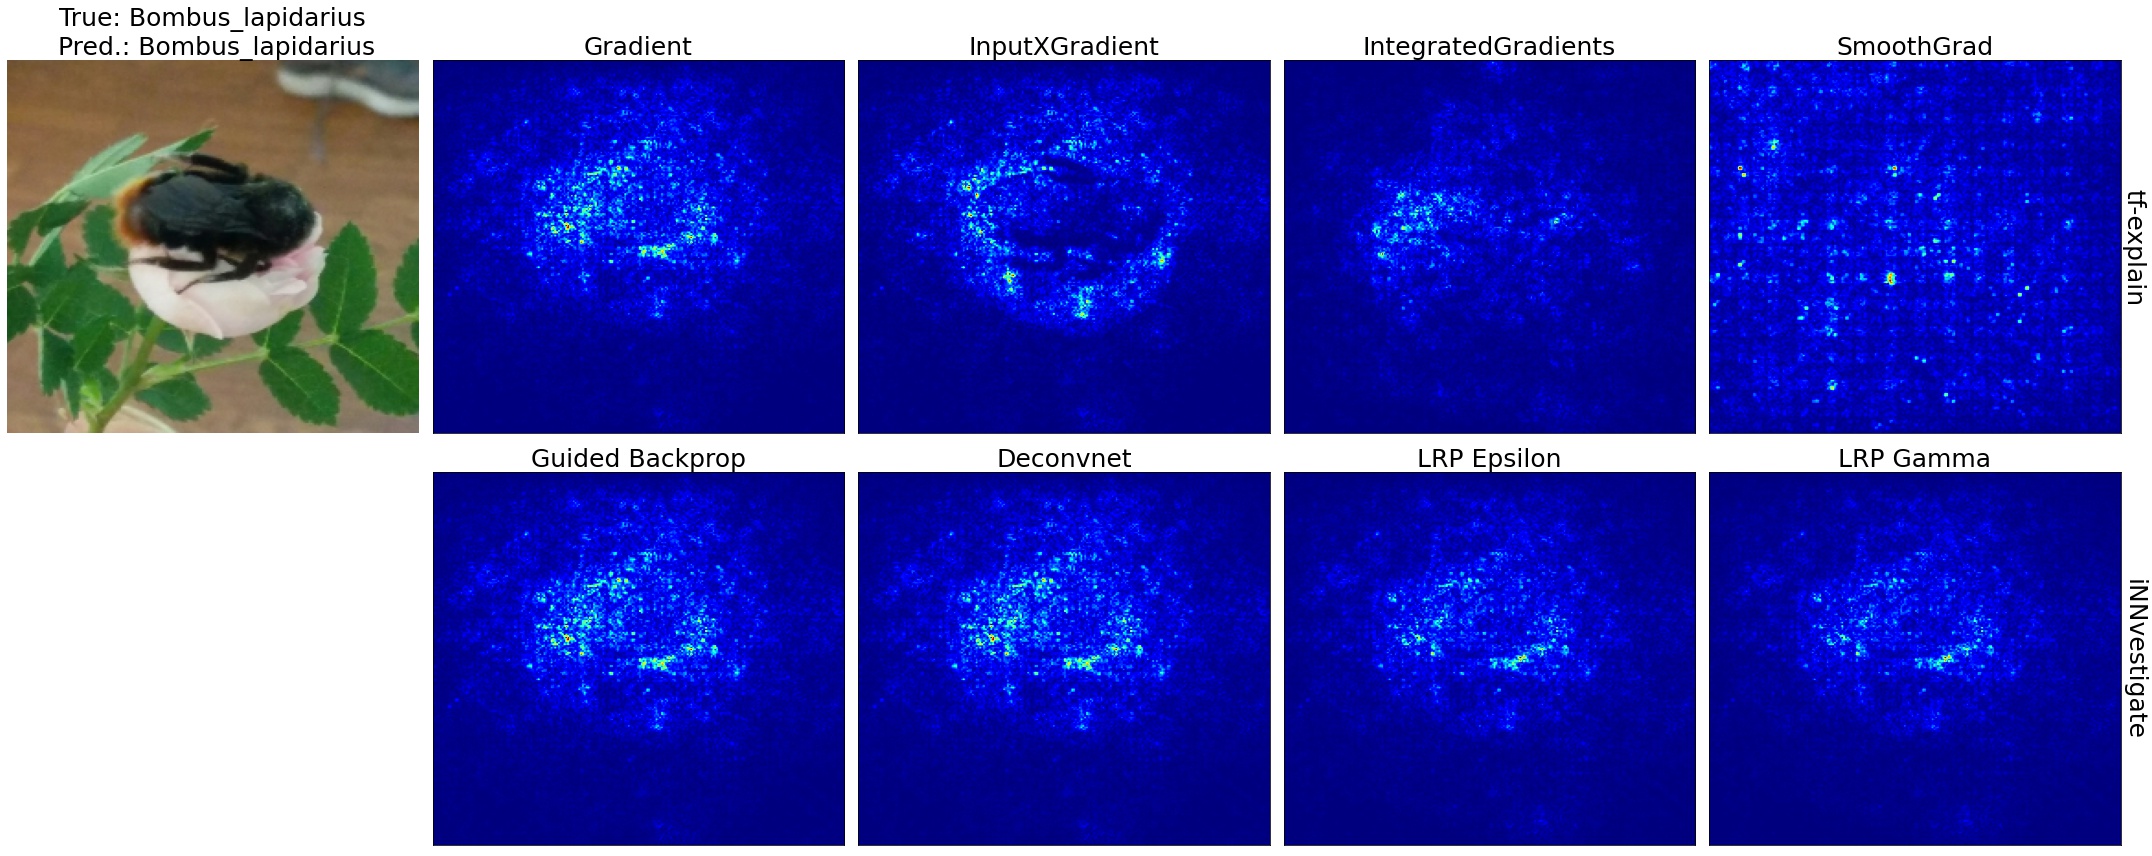 True: Bombus_lapidarius
Pred.: Bombus_lapidarius
Gradient
InputXGradient
IntegratedGradients
SmoothGrad
tf-explain
Guided Backprop
Deconvnet
LRP Epsilon
LRP Gamma
iNNvestigate